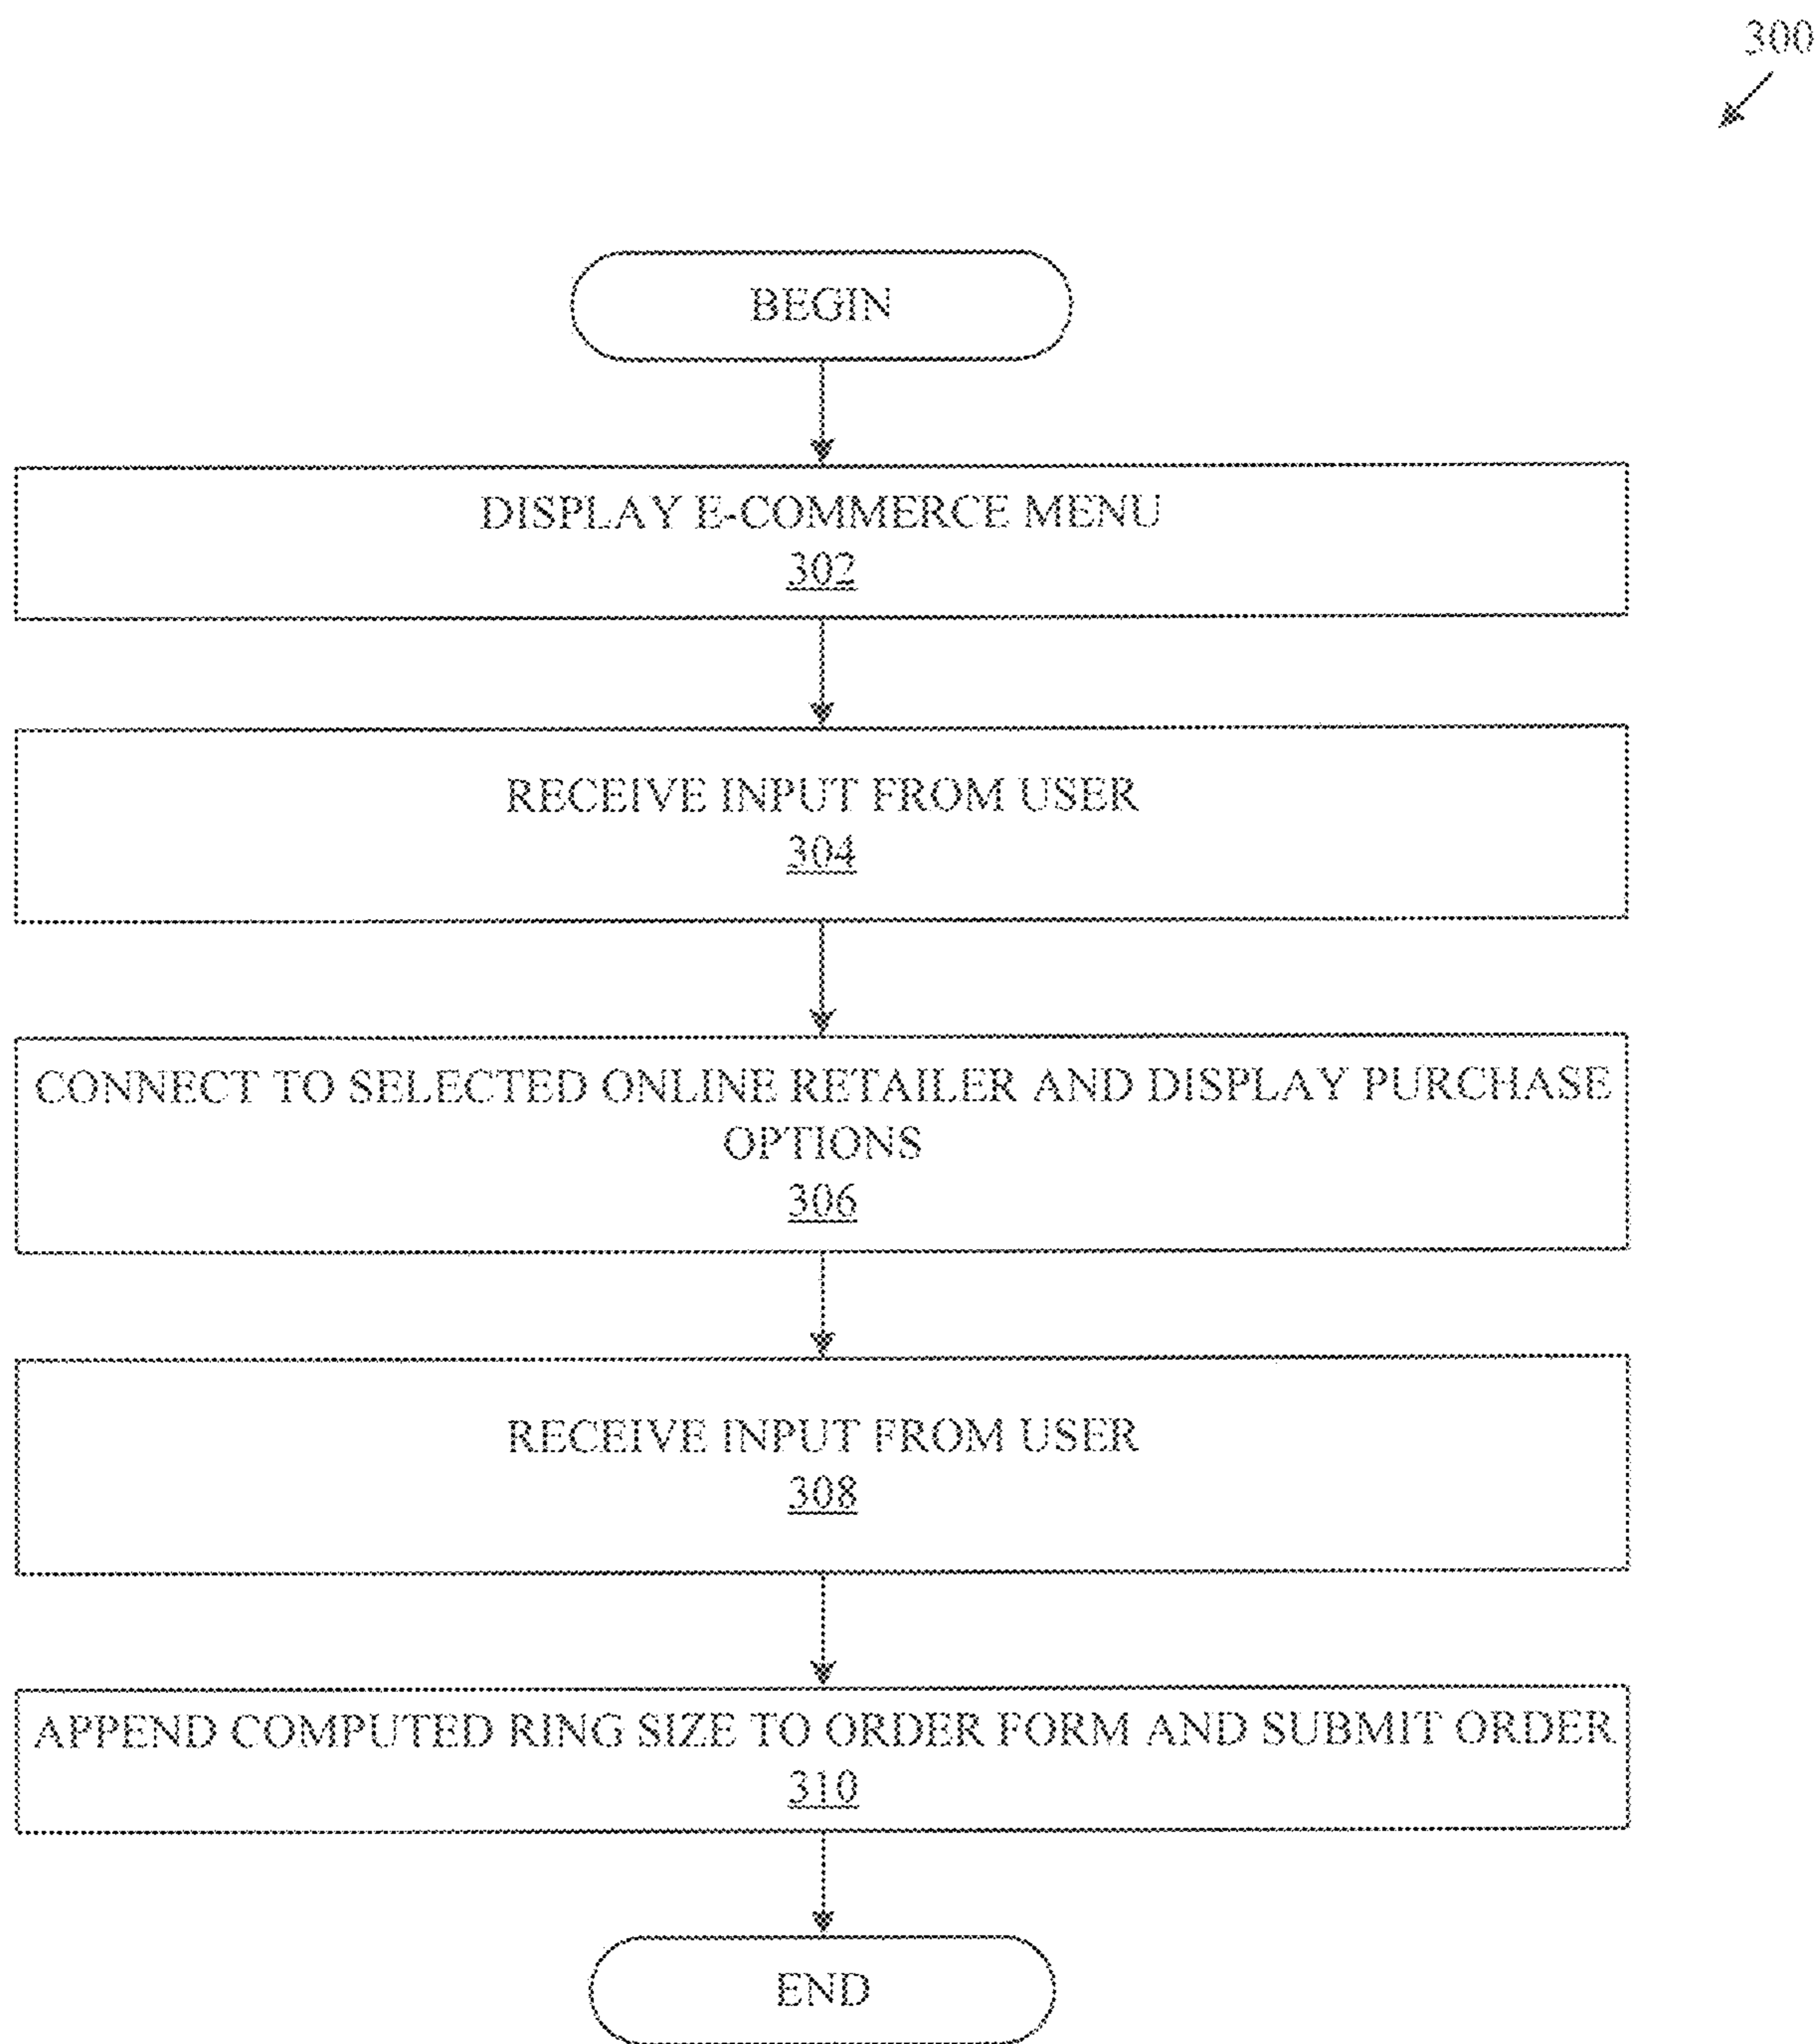 300
BEGIN
DISPLAY E-COMMERCE MENU
302
RECEIVE INPUT FROM USER
304
CONNECT TO SELECTED ONLINE RETAILER AND DISPLAY PURCHASE
OPTIONS
306
RECEIVE INPUT FROM USER
308
APPEND COMPUTED RING SIZE TO ORDER FORM AND SUBMIT ORDER
310
END